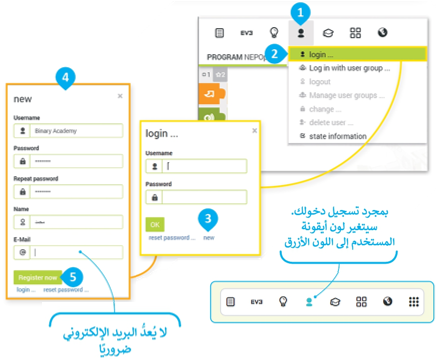 1
EV3
2
PROGRAM NEPO
1 2
login ...
Log in with user group ...
logout
Manage user groups ...
change ...
delete user ...
state information
4
new
Username
Binary Academy
Password
Repeat password
Name
E-Mail
Register now
5
login ... reset password ...
login ...
Username
Password
OK
3
reset password ... new
بمجرد تسجيل دخولك،
سيتغير لون أيقونة
المستخدم إلى اللون الأزرق
EV3
لا يُعدُّ البريد الإلكتروني
ضروريًا